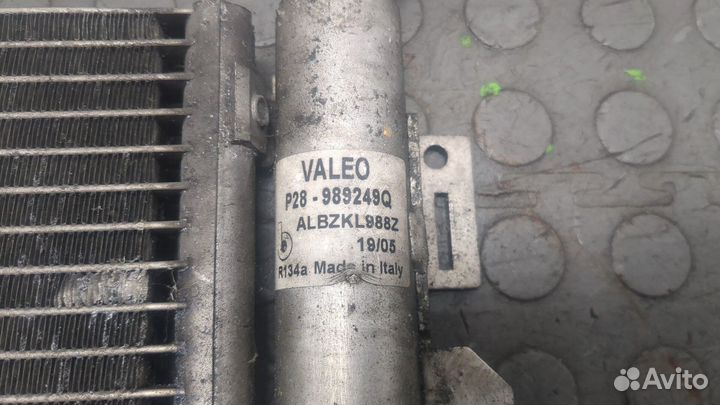 VALEO
P28 - 989249Q
ALBZKL988Z
19/05
R134a Made in Italy
Avito